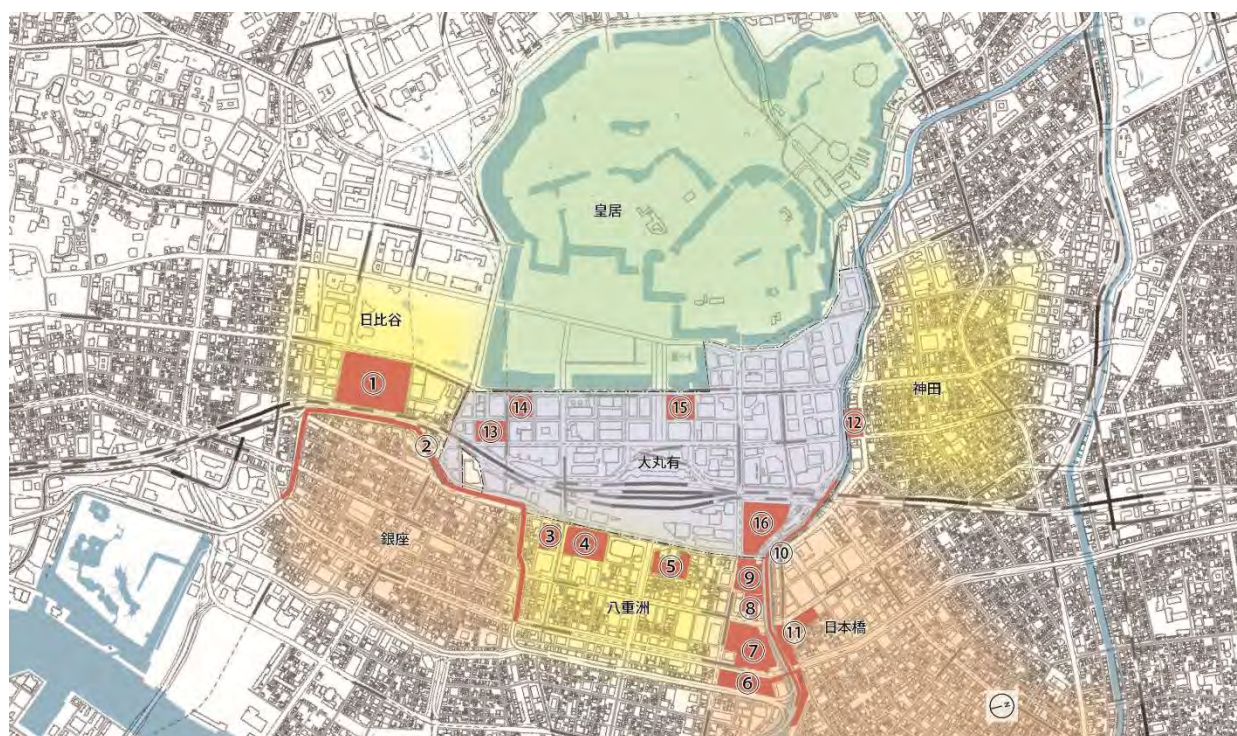 皇居
日比谷
①
神田
⑭
⑮
⑫
⑬
②
大丸有
⑯
銀座
③
④
⑩
⑤
⑨
八重洲
⑧
⑪
日本橋
⑦
⑥
N